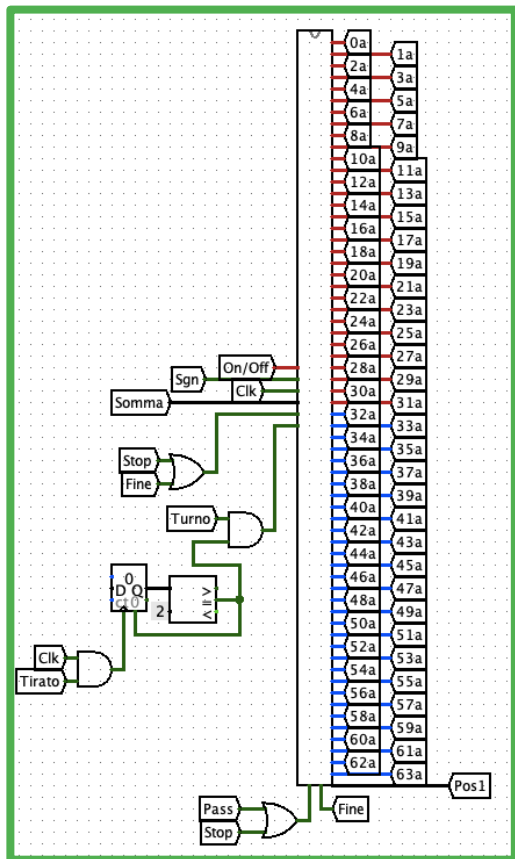 0a
1a
2a
3a
4a
5a
6a
7a
8a
9a
10a
11a
12a
13a
14a
15a
16a
17a
18a
19a
20a
21a
22a
23a
24a
25a
26a
27a
On/Off
28a
Sgn
29a
Clk
30a
Somma
31a
32a
33a
34a
35a
Stop
36a
37a
Fine
38a
39a
40a
Turno
41a
42a
43a
44a
45a
0
46a
D Q
>
47a
ct 0
2
=
48a
<
49a
50a
51a
Clk
52a
53a
Tirato
54a
55a
56a
57a
58a
59a
60a
61a
62a
63a
Pos1
Pass
Fine
Stop